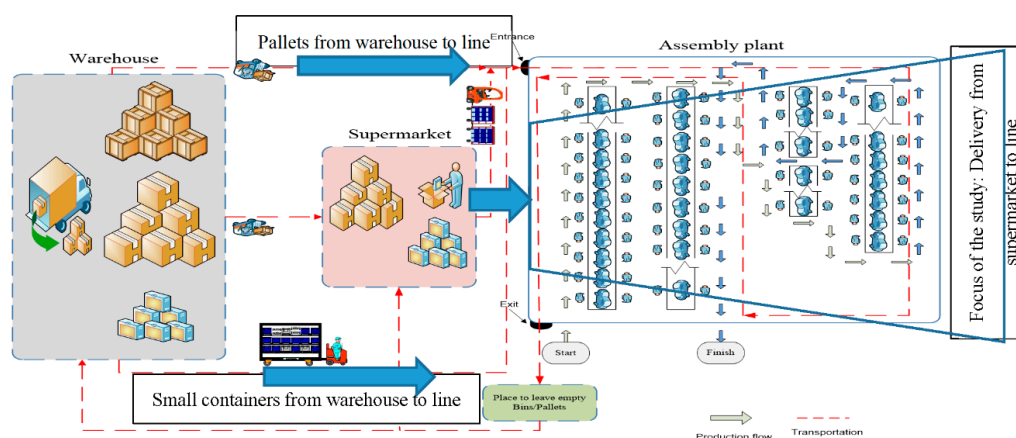 Pallets from warehouse to line
Entrance
Assembly plant
Warehouse
Supermarket
Focus of the study: Delivery from
supermarket to line
Exit
Start
Finish
Small containers from warehouse to line
Place to leave empty
Bins/Pallets
Production flow
Transportation